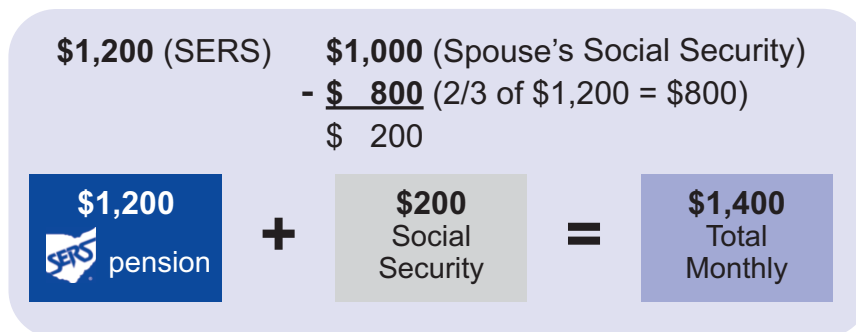 $1,200 (SERS) $1,000 (Spouse's Social Security)
- $ 800 (2/3 of $1,200 = $800)
$ 200
$1,200
SERS pension
+
$200
Social
Security
=
$1,400
Total
Monthly